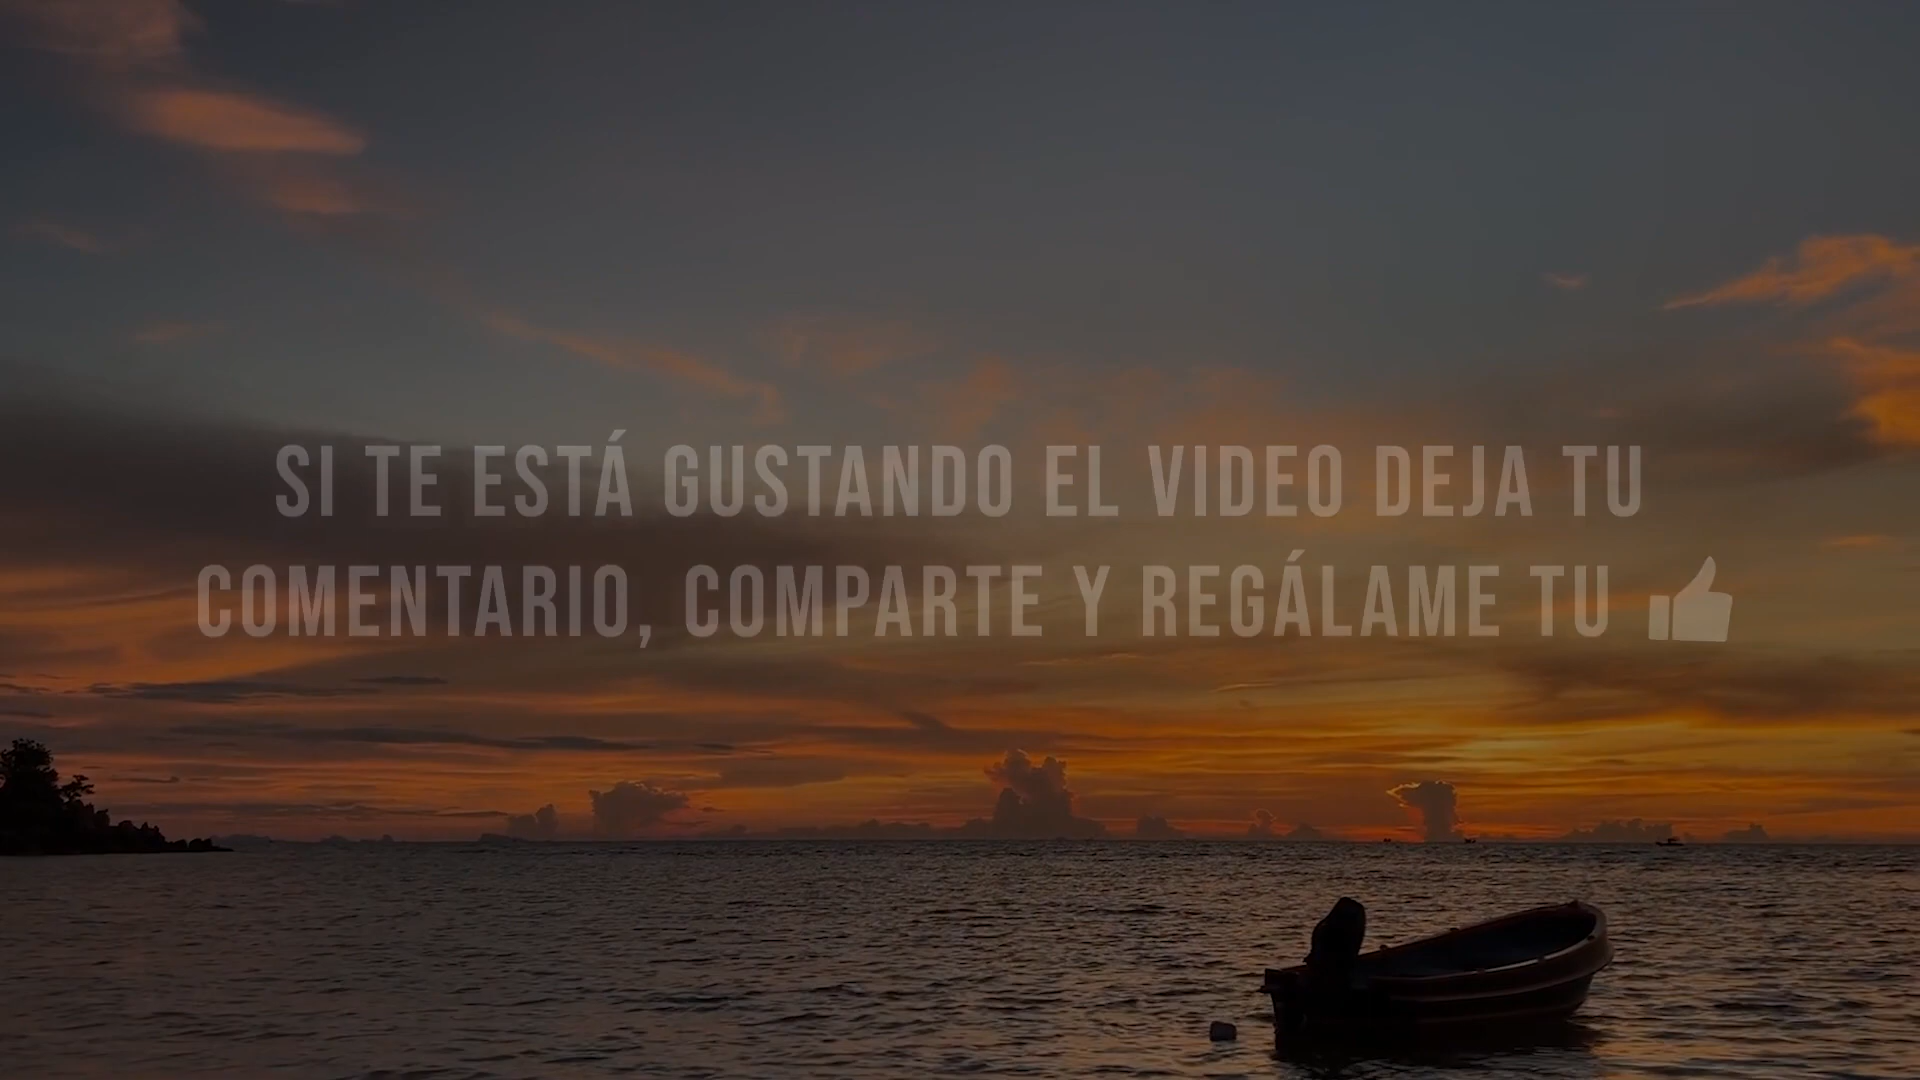 SI TE ESTÁ GUSTANDO EL VIDEO DEJA TU
COMENTARIO, COMPARTE Y REGÁLAME TU